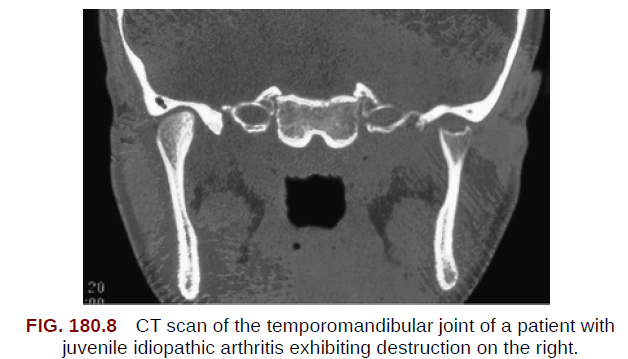 20
:00
FIG. 180.8 CT scan of the temporomandibular joint of a patient with
juvenile idiopathic arthritis exhibiting destruction on the right.